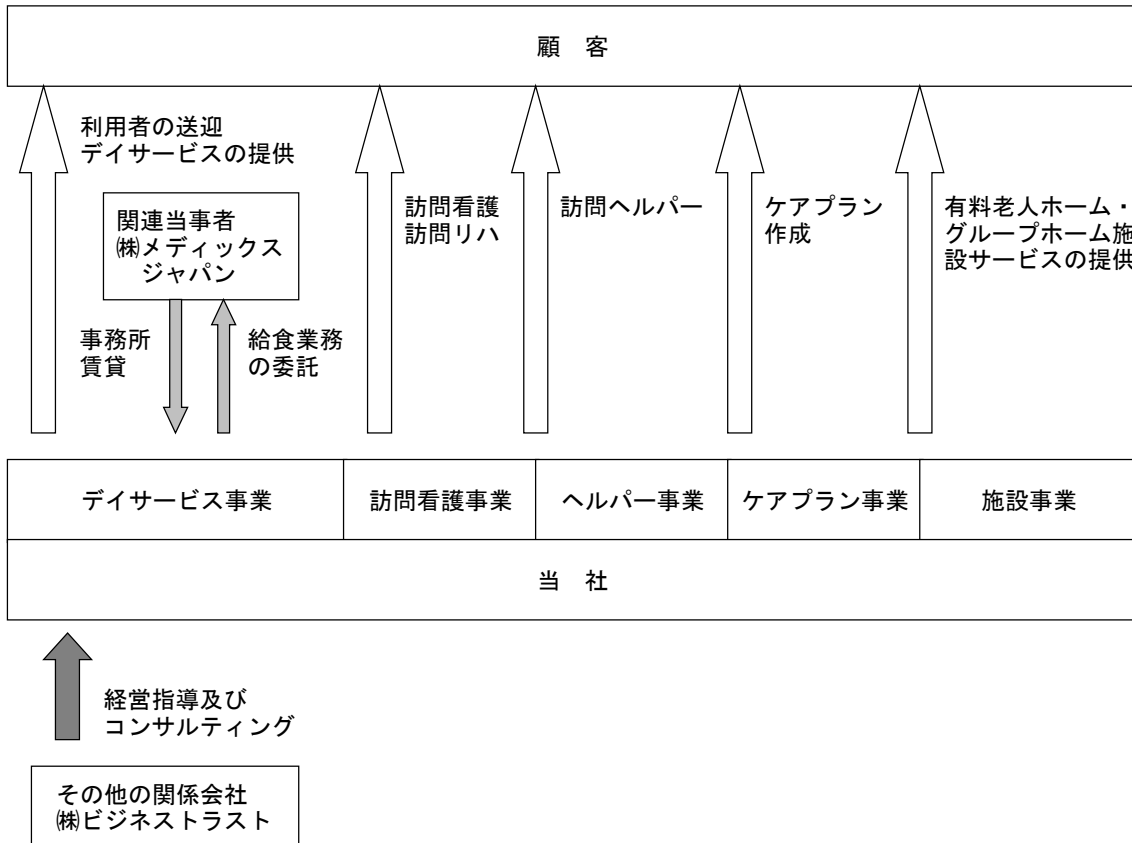 顧　客
利用者の送迎
デイサービスの提供
関連当事者
㈱メディックス
ジャパン
事務所
賃貸
給食業務
の委託
訪問看護
訪問リハ
訪問ヘルパー
ケアプラン
作成
有料老人ホーム・
グループホーム施
設サービスの提供
デイサービス事業
訪問看護事業
ヘルパー事業
ケアプラン事業
施設事業
当　社
経営指導及び
コンサルティング
その他の関係会社
㈱ビジネストラスト